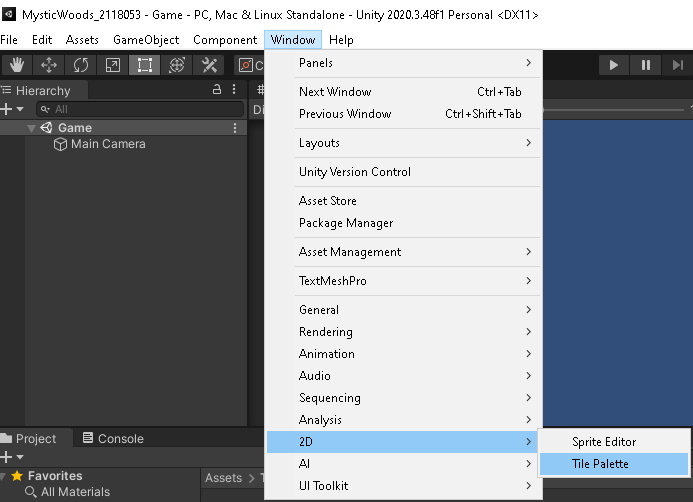 MysticWoods_2118053 - Game - PC, Mac & Linux Standalone - Unity 2020.3.48f1 Personal <DX11>
File Edit Assets GameObject Component Window Help
Hierarchy
All
Game
Main Camera
Panels
Next Window Ctrl+Tab
Previous Window Ctrl+Shift+Tab
Layouts
Unity Version Control
Asset Store
Package Manager
Asset Management
TextMeshPro
General
Rendering
Animation
Audio
Sequencing
Analysis
2D
AI
UI Toolkit
Sprite Editor
Tile Palette
Project Console
Favorites
All Materials
Assets >